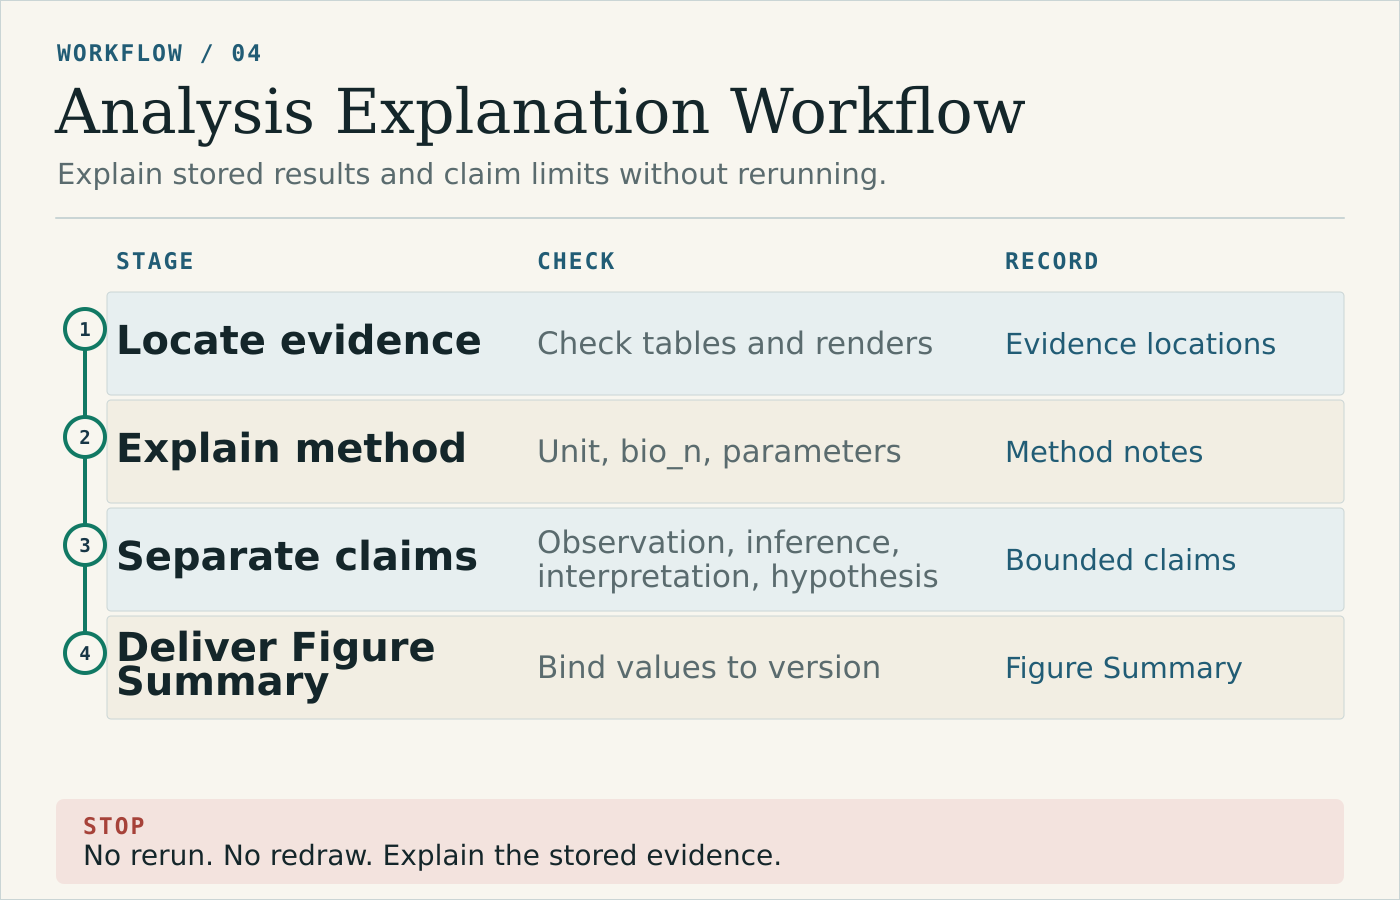 WORKFLOW / 04
Analysis Explanation Workflow
Explain stored results and claim limits without rerunning.
STAGE CHECK RECORD
1 Locate evidence Check tables and renders Evidence locations
2 Explain method Unit, bio_n, parameters Method notes
3 Separate claims Observation, inference, interpretation, hypothesis Bounded claims
4 Deliver Figure Summary Bind values to version Figure Summary
STOP
No rerun. No redraw. Explain the stored evidence.